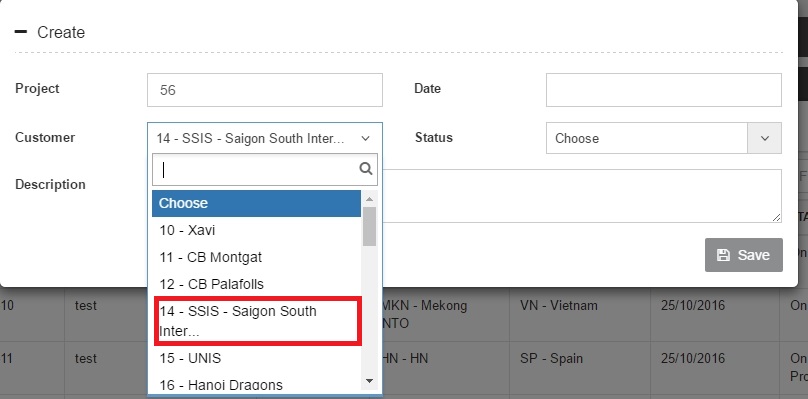 Create
Project
56
Date
Customer
14 - SSIS - Saigon South Inter...
Status
Choose
Description
Choose
10 - Xavi
11 - CB Montgat
12 - CB Palafolls
14 - SSIS - Saigon South
Inter...
15 - UNIS
16 - Hanoi Dragons
Save
10
test
MKN - Mekong
NTO
VN - Vietnam
25/10/2016
On
11
test
HN - HN
SP - Spain
25/10/2016
On
Pro